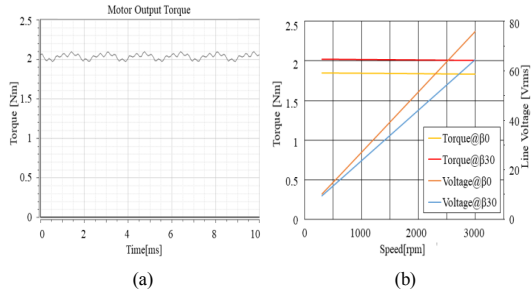 Motor Output Torque
Torque [Nm]
2.5
2
1.5
1
0.5
0
0 2 4 6 8 10
Time[ms]
(a)
Torque [Nm]
2.5
2
1.5
1
0.5
0
Torque@β0
Torque@β30
Voltage@β0
Voltage@β30
80
60
40
20
0
Line Voltage [Vrms]
0 1000 2000 3000
Speed[rpm]
(b)